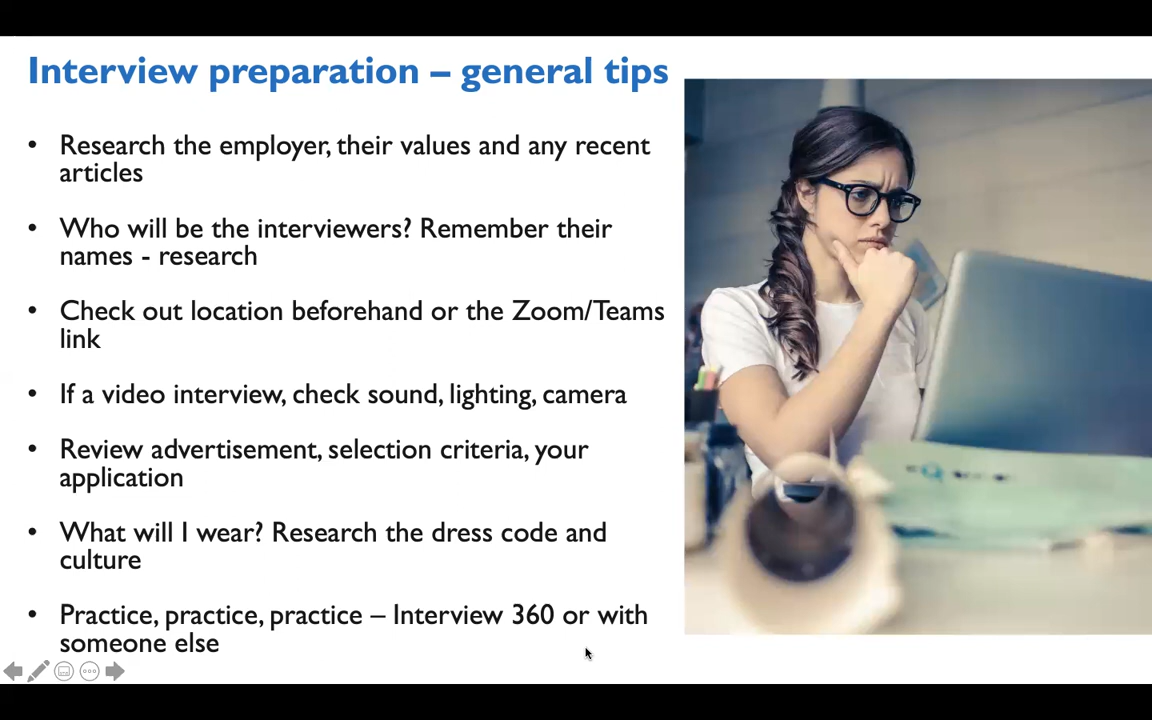 Interview preparation – general tips
• Research the employer, their values and any recent
articles
• Who will be the interviewers? Remember their
names - research
• Check out location beforehand or the Zoom/Teams
link
• If a video interview, check sound, lighting, camera
• Review advertisement, selection criteria, your
application
• What will I wear? Research the dress code and
culture
• Practice, practice, practice – Interview 360 or with
someone else